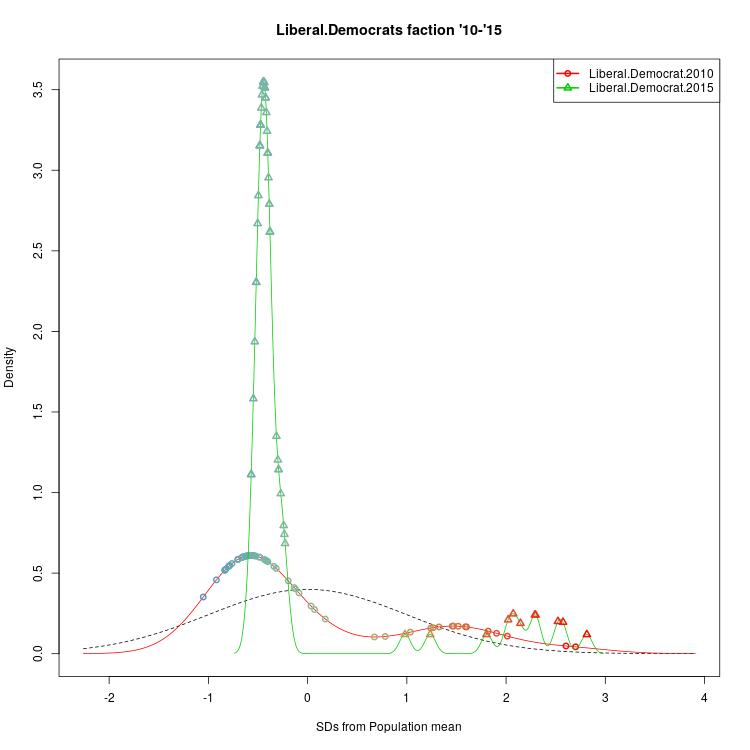 Liberal.Democrats faction '10-'15
Liberal.Democrat.2010
Liberal.Democrat.2015
3.5
3.0
2.5
2.0
1.5
1.0
0.5
0.0
Density
-2 -1 0 1 2 3 4
SDs from Population mean